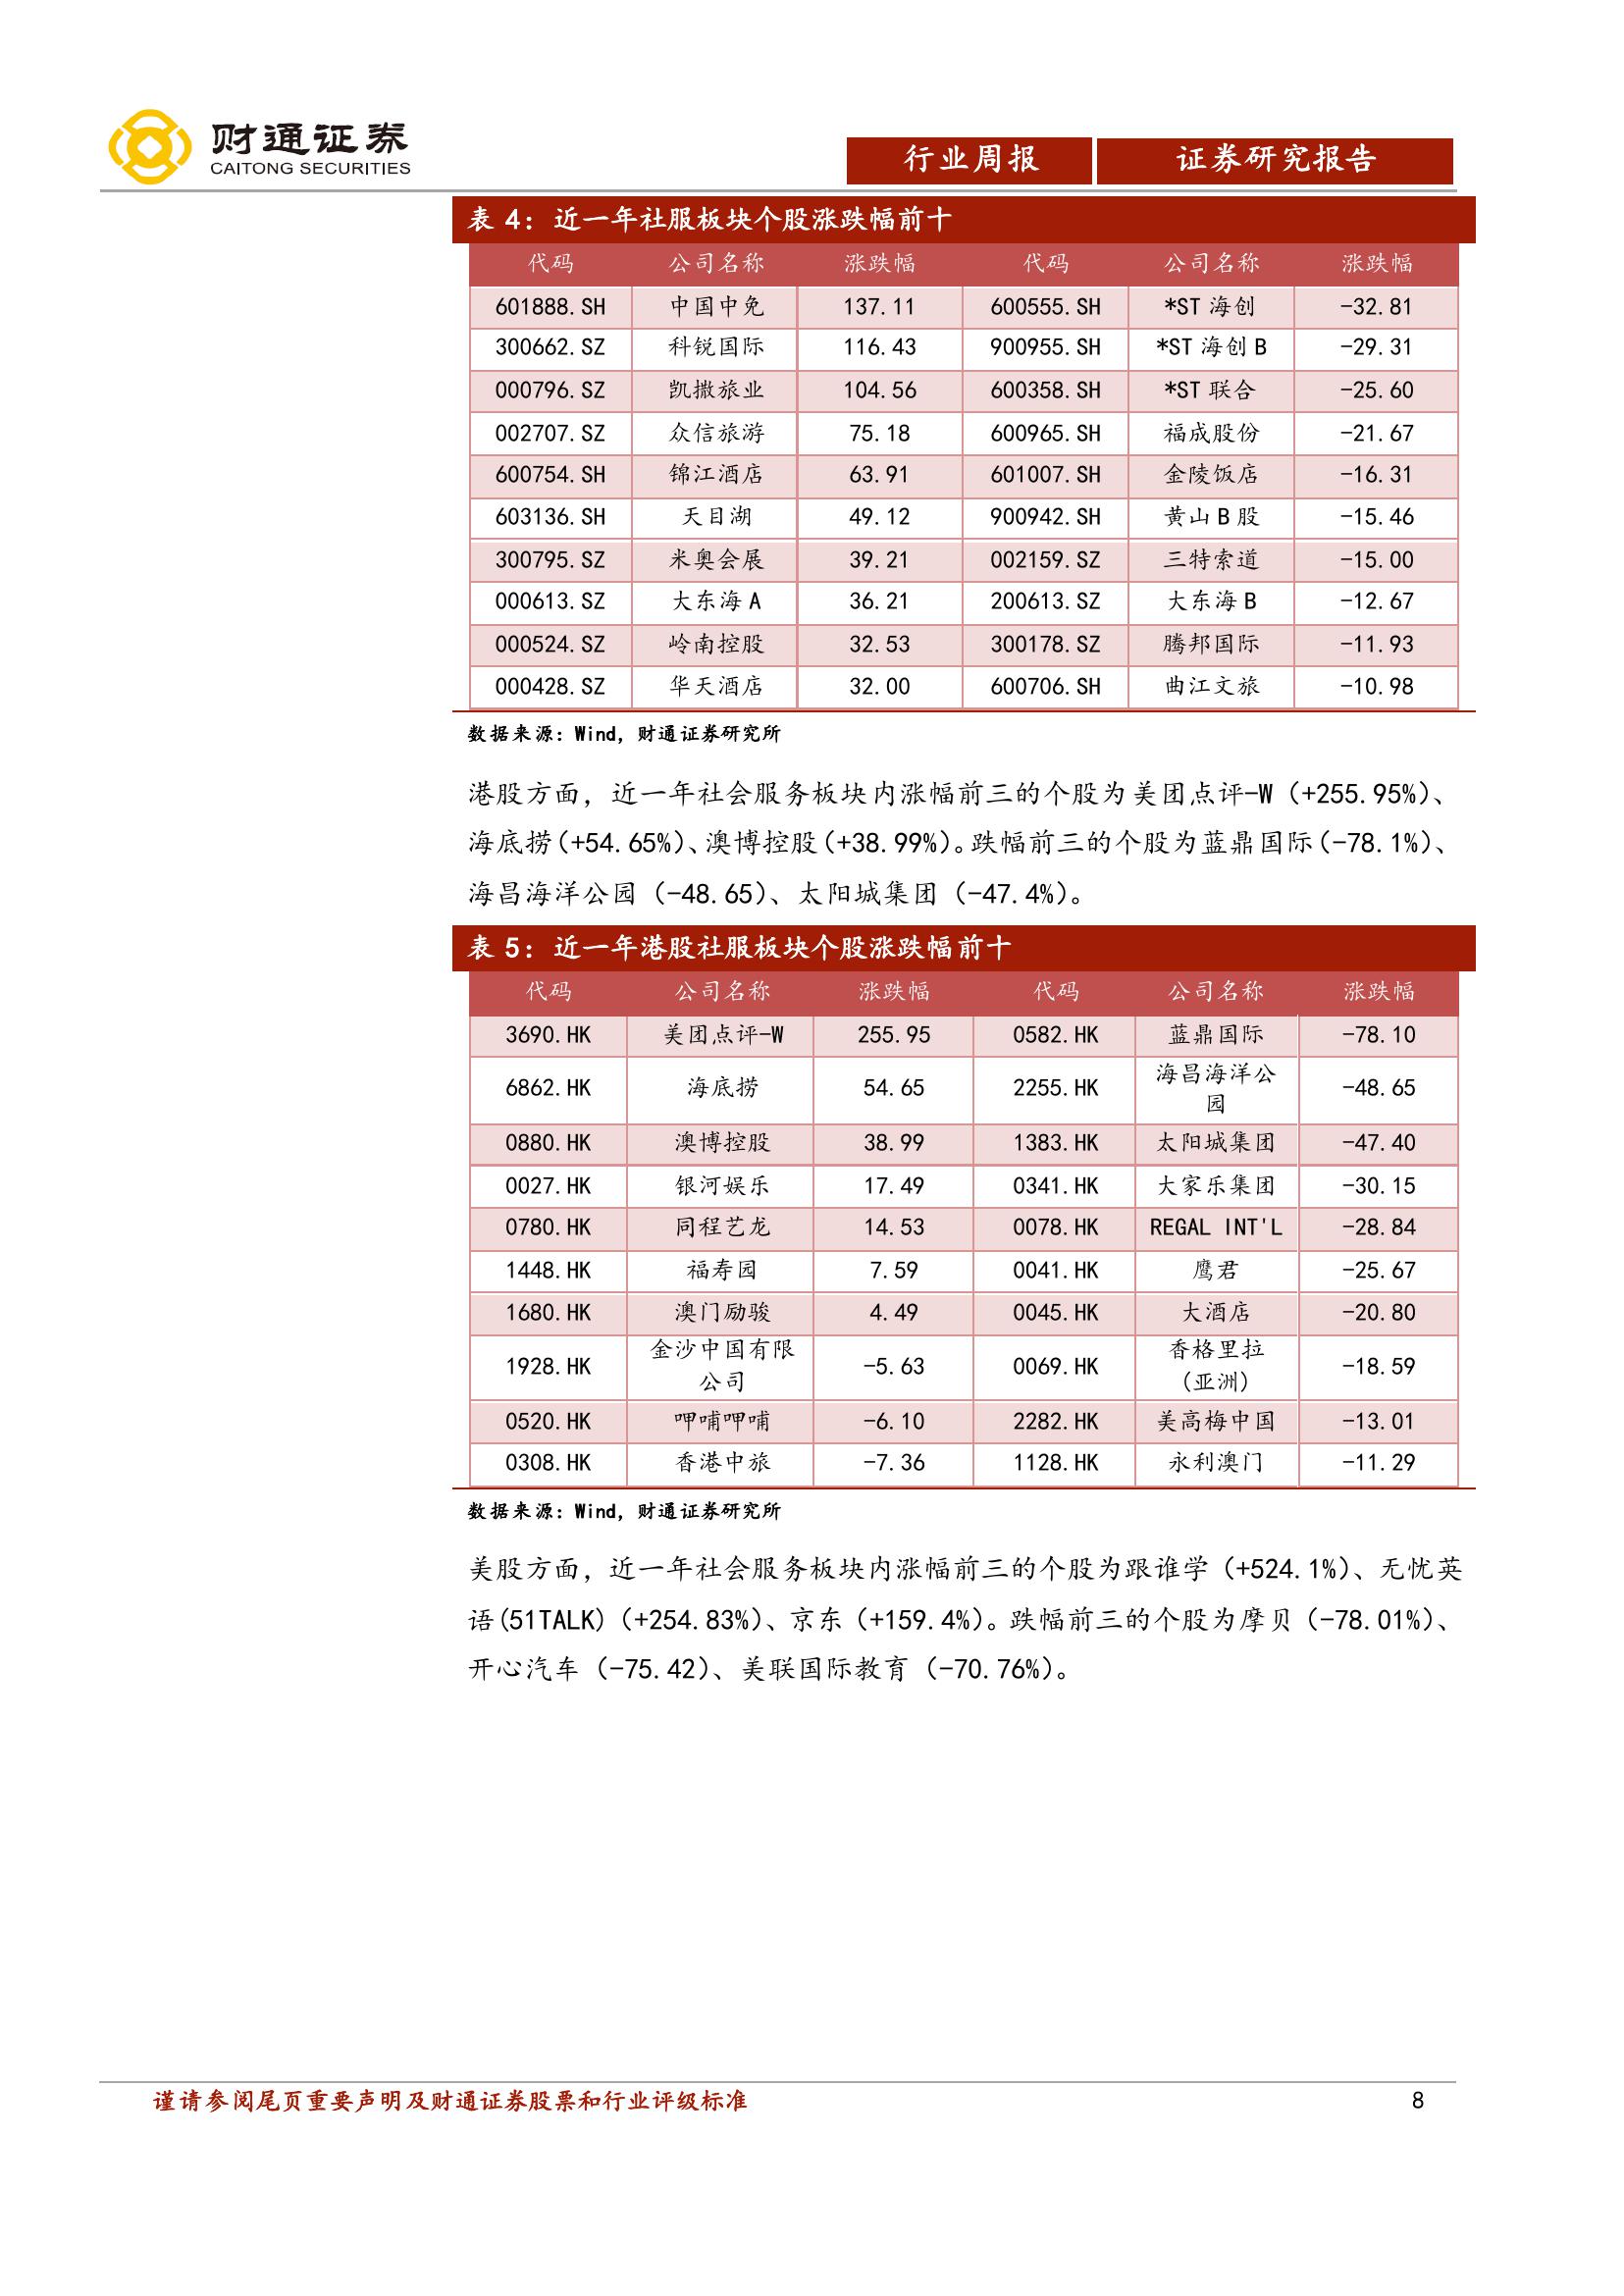 财通证券
CAITONG SECURITIES
行业周报 证券研究报告
表 4：近一年社服板块个股涨跌幅前十
代码 公司名称 涨跌幅 代码 公司名称 涨跌幅
601888.SH 中国中免 137.11 600555.SH *ST 海创 -32.81
300662.SZ 科锐国际 116.43 900955.SH *ST 海创 B -29.31
000796.SZ 凯撒旅业 104.56 600358.SH *ST 联合 -25.60
002707.SZ 众信旅游 75.18 600965.SH 福成股份 -21.67
600754.SH 锦江酒店 63.91 601007.SH 金陵饭店 -16.31
603136.SH 天目湖 49.12 900942.SH 黄山 B 股 -15.46
300795.SZ 米奥会展 39.21 002159.SZ 三特索道 -15.00
000613.SZ 大东海 A 36.21 200613.SZ 大东海 B -12.67
000524.SZ 岭南控股 32.53 300178.SZ 腾邦国际 -11.93
000428.SZ 华天酒店 32.00 600706.SH 曲江文旅 -10.98
数据来源：Wind，财通证券研究所
港股方面，近一年社会服务板块内涨幅前三的个股为美团点评-W（+255.95%）、
海底捞（+54.65%）、澳博控股（+38.99%）。跌幅前三的个股为蓝鼎国际（-78.1%）、
海昌海洋公园（-48.65）、太阳城集团（-47.4%）。
表 5：近一年港股社服板块个股涨跌幅前十
代码 公司名称 涨跌幅 代码 公司名称 涨跌幅
3690.HK 美团点评-W 255.95 0582.HK 蓝鼎国际 -78.10
6862.HK 海底捞 54.65 2255.HK 海昌海洋公
园 -48.65
0880.HK 澳博控股 38.99 1383.HK 太阳城集团 -47.40
0027.HK 银河娱乐 17.49 0341.HK 大家乐集团 -30.15
0780.HK 同程艺龙 14.53 0078.HK REGAL INT'L -28.84
1448.HK 福寿园 7.59 0041.HK 鹰君 -25.67
1680.HK 澳门励骏 4.49 0045.HK 大酒店 -20.80
1928.HK 金沙中国有限
公司 -5.63 0069.HK 香格里拉
（亚洲） -18.59
0520.HK 呷哺呷哺 -6.10 2282.HK 美高梅中国 -13.01
0308.HK 香港中旅 -7.36 1128.HK 永利澳门 -11.29
数据来源：Wind，财通证券研究所
美股方面，近一年社会服务板块内涨幅前三的个股为跟谁学（+524.1%）、无忧英
语(51TALK)（+254.83%）、京东（+159.4%）。跌幅前三的个股为摩贝（-78.01%）、
开心汽车（-75.42）、美联国际教育（-70.76%）。
谨请参阅尾页重要声明及财通证券股票和行业评级标准 8